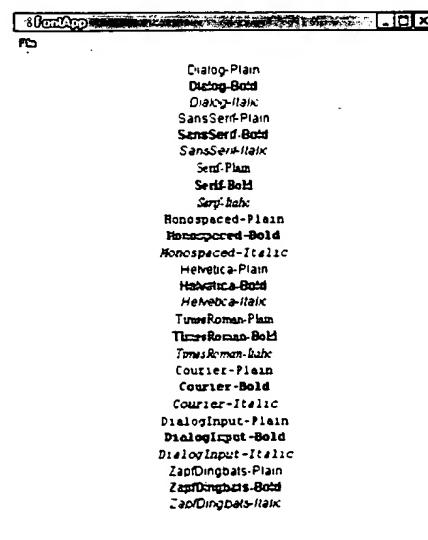 FontApp
File
Dialog-Plain
Dialog-Bold
Dialog-Italic
SansSerif-Plain
SansSerif-Bold
SansSerif-Italic
Serif-Plain
Serif-Bold
Serif-Italic
Monospaced-Plain
Monospaced-Bold
Monospaced-Italic
Helvetica-Plain
Helvetica-Bold
Helvetica-Italic
TimesRoman-Plain
TimesRoman-Bold
TimesRoman-Italic
Courier-Plain
Courier-Bold
Courier-Italic
DialogInput-Plain
DialogInput-Bold
DialogInput-Italic
ZapfDingbats-Plain
ZapfDingbats-Bold
ZapfDingbats-Italic